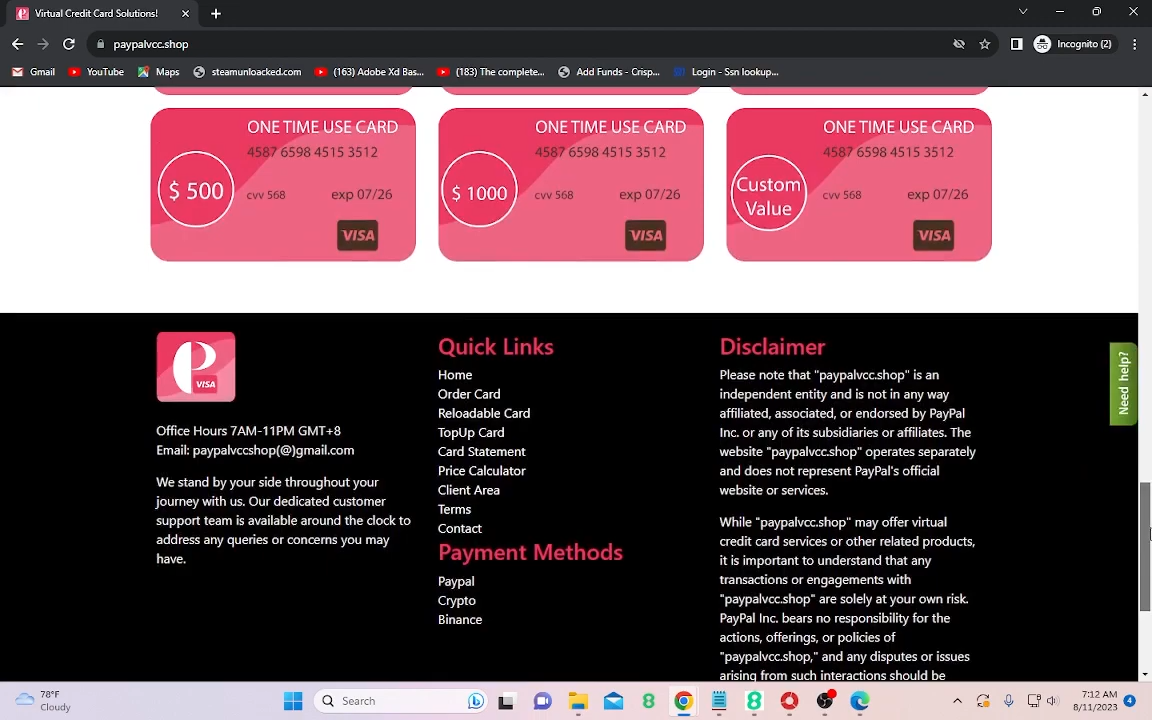 Virtual Credit Card Solutions!
paypalvcc.shop
Incognito (2)
Gmail
YouTube
Maps
steamunloacked.com
(163) Adobe Xd Bas...
(183) The complete...
Add Funds - Crisp...
Login - Ssn lookup...
ONE TIME USE CARD
4587 6598 4515 3512
$ 500
cvv 568
exp 07/26
VISA
ONE TIME USE CARD
4587 6598 4515 3512
$ 1000
cvv 568
exp 07/26
VISA
ONE TIME USE CARD
4587 6598 4515 3512
Custom
Value
cvv 568
exp 07/26
VISA
VISA
Office Hours 7AM-11PM GMT+8
Email: paypalvccshop(@)gmail.com
We stand by your side throughout your
journey with us. Our dedicated customer
support team is available around the clock to
address any queries or concerns you may
have.
Quick Links
Home
Order Card
Reloadable Card
TopUp Card
Card Statement
Price Calculator
Client Area
Terms
Contact
Payment Methods
Paypal
Crypto
Binance
Disclaimer
Please note that "paypalvcc.shop" is an
independent entity and is not in any way
affiliated, associated, or endorsed by PayPal
Inc. or any of its subsidiaries or affiliates. The
website "paypalvcc.shop" operates separately
and does not represent PayPal's official
website or services.
While "paypalvcc.shop" may offer virtual
credit card services or other related products,
it is important to understand that any
transactions or engagements with
"paypalvcc.shop" are solely at your own risk.
PayPal Inc. bears no responsibility for the
actions, offerings, or policies of
"paypalvcc.shop," and any disputes or issues
arising from such interactions should be
Need help?
78°F
Cloudy
Search
7:12 AM
8/11/2023
4